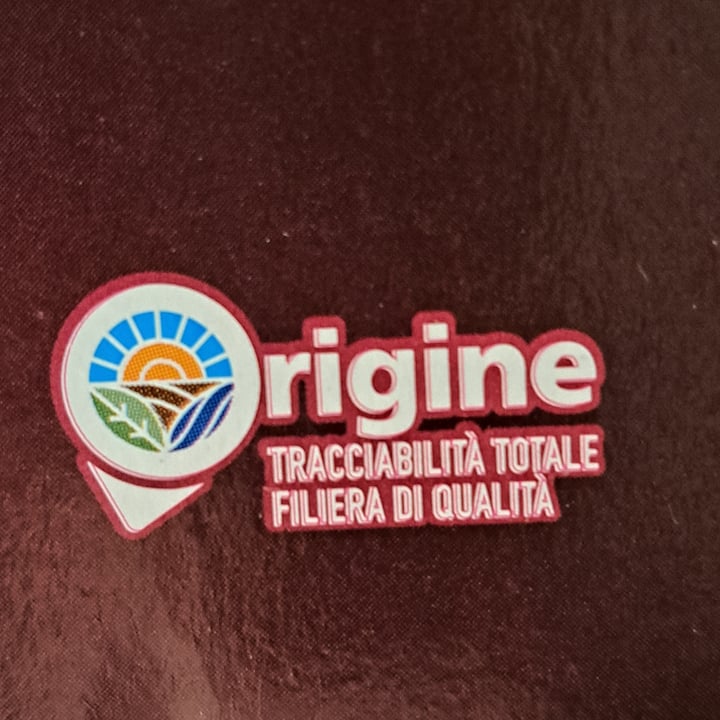 Origine
TRACCIABILITÀ TOTALE
FILIERA DI QUALITÀ